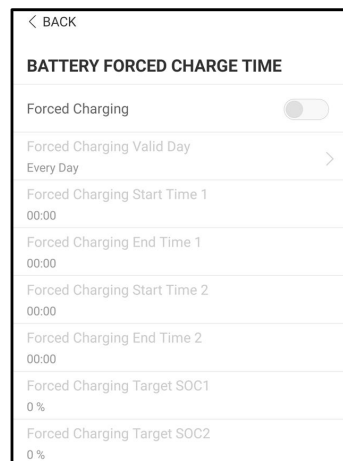 < BACK
BATTERY FORCED CHARGE TIME
Forced Charging
Forced Charging Valid Day
Every Day
Forced Charging Start Time 1
00:00
Forced Charging End Time 1
00:00
Forced Charging Start Time 2
00:00
Forced Charging End Time 2
00:00
Forced Charging Target SOC1
0 %
Forced Charging Target SOC2
0 %